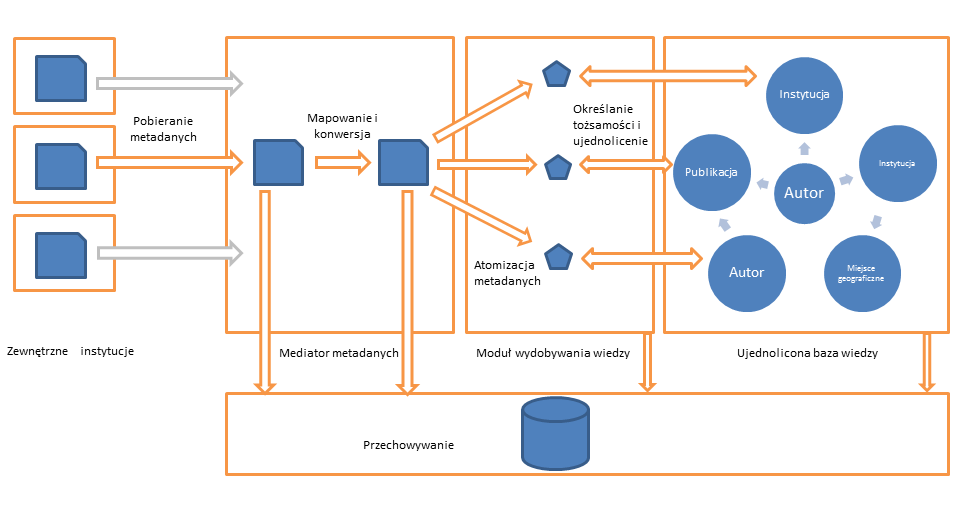 Pobieranie
metadanych
Mapowanie i
konwersja
Określanie
tożsamości i
ujednolicenie
Atomizacja
metadanych
Instytucja
Publikacja
Instytucja
Autor
Autor
Miejsce
geograficzne
Zewnętrzne instytucje
Mediator metadanych
Moduł wydobywania wiedzy
Ujednolicona baza wiedzy
Przechowywanie